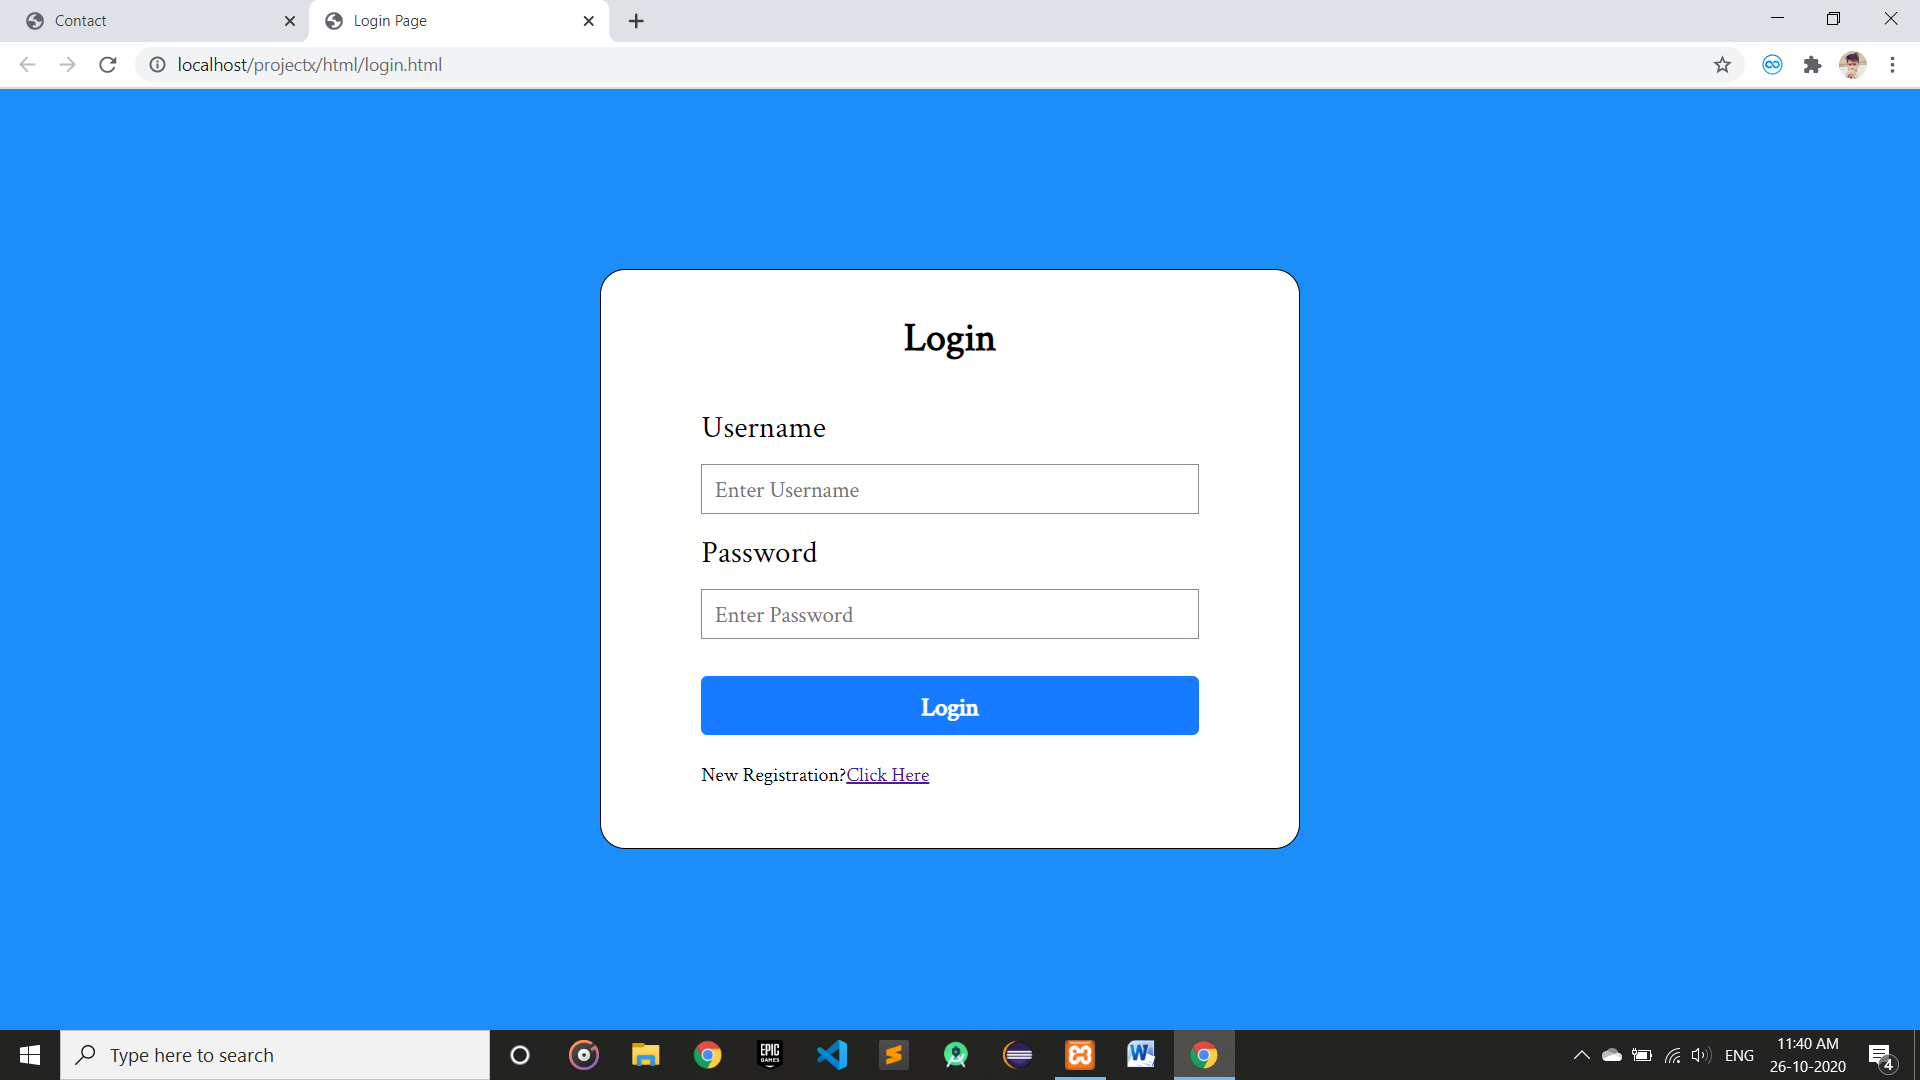 Contact
Login Page
localhost/projectx/html/login.html
Login
Username
Enter Username
Password
Enter Password
Login
New Registration?Click Here
Type here to search
EPIC
GAMES
W
ENG
11:40 AM
26-10-2020
4